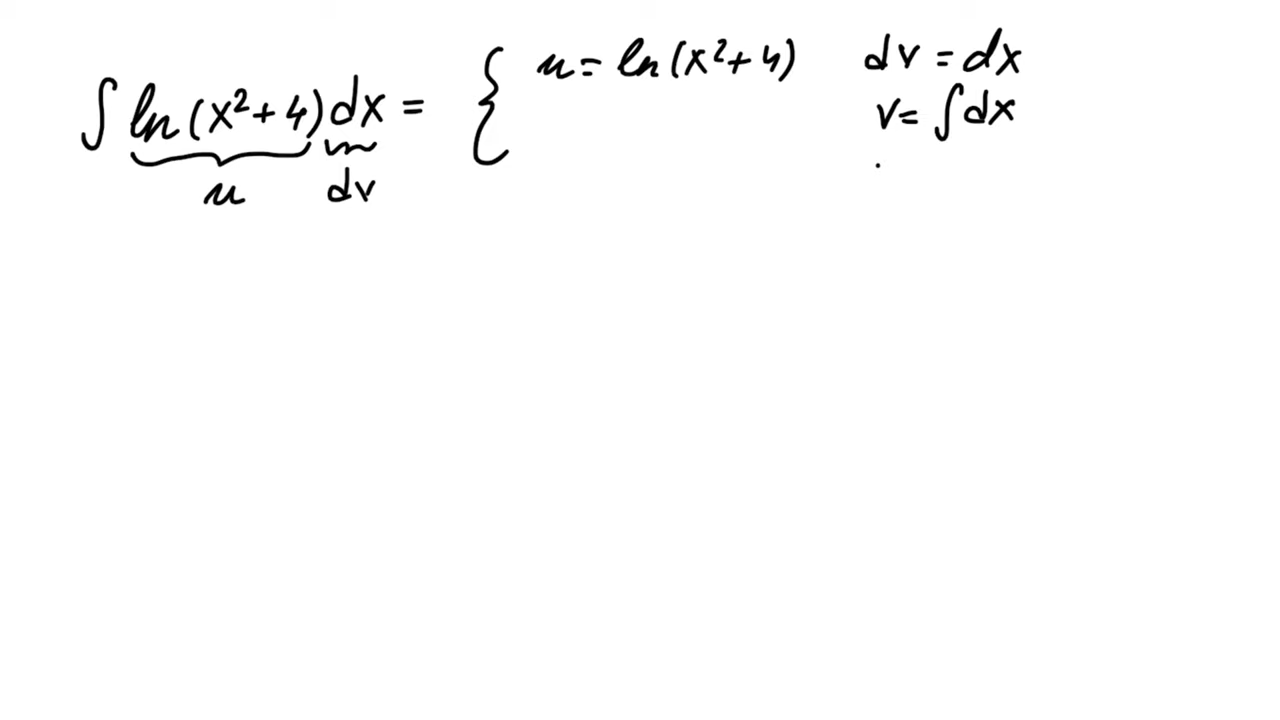 ∫ ln(x²+4)dx = { u = ln(x²+4) dv = dx
v = ∫dx
u dv